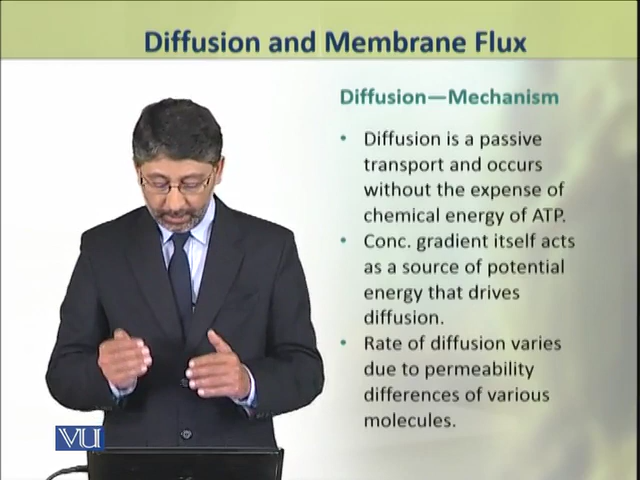 Diffusion and Membrane Flux
Diffusion—Mechanism
• Diffusion is a passive
transport and occurs
without the expense of
chemical energy of ATP.
• Conc. gradient itself acts
as a source of potential
energy that drives
diffusion.
• Rate of diffusion varies
due to permeability
differences of various
molecules.
VU